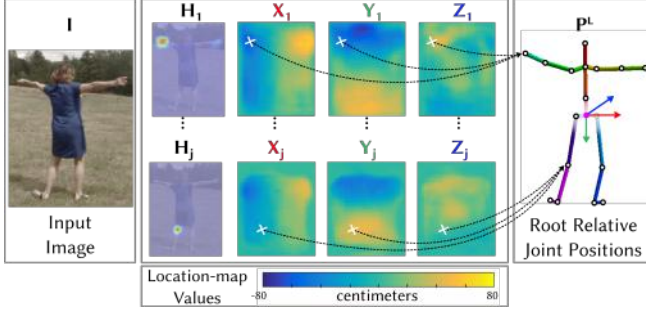 I
H1 X1 Y1 Z1
PL
Hj Xj Yj Zj
Input
Image
Root Relative
Joint Positions
Location-map
Values
-80 centimeters 80